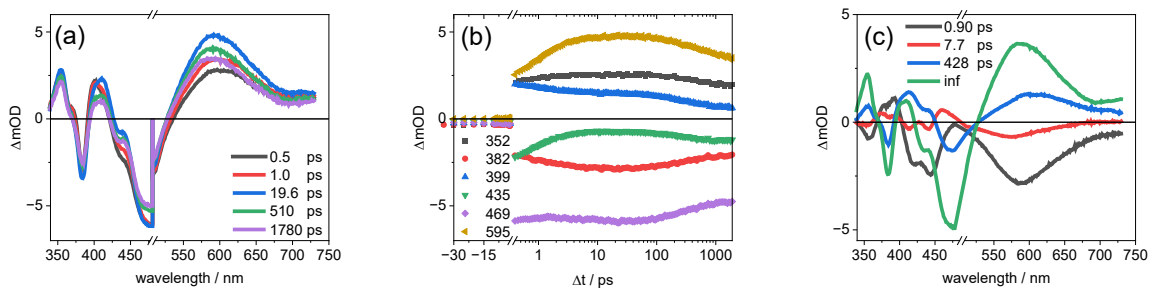 (a)
ΔmOD
5
0
−5
0.5 ps
1.0 ps
19.6 ps
510 ps
1780 ps
350 400 450 550 600 650 700 750
wavelength / nm
(b)
ΔmOD
5
0
−5
352
382
399
435
469
595
−30 −15 1 10 100 1000
Δt / ps
(c)
ΔmOD
5
0
−5
0.90 ps
7.7 ps
428 ps
inf
350 400 450 550 600 650 700 750
wavelength / nm